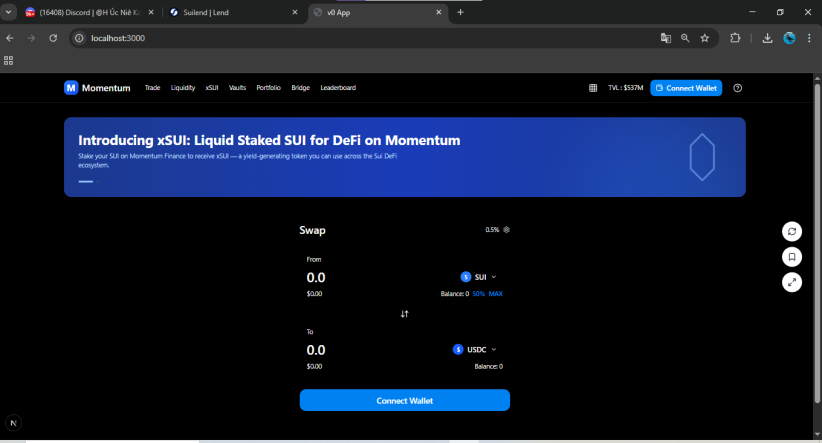 (16408) Discord | @H Úc Niê K
Suilend | Lend
v0 App
localhost:3000
M Momentum
Trade Liquidity xSUI Vaults Portfolio Bridge Leaderboard
TVL : $537M
Connect Wallet
Introducing xSUI: Liquid Staked SUI for DeFi on Momentum
Stake your SUI on Momentum Finance to receive xSUI — a yield-generating token you can use across the Sui DeFi
ecosystem.
Swap
0.5%
From
0.0
$ SUI
$0.00
Balance: 0 50% MAX
To
0.0
$ USDC
$0.00
Balance: 0
Connect Wallet
N